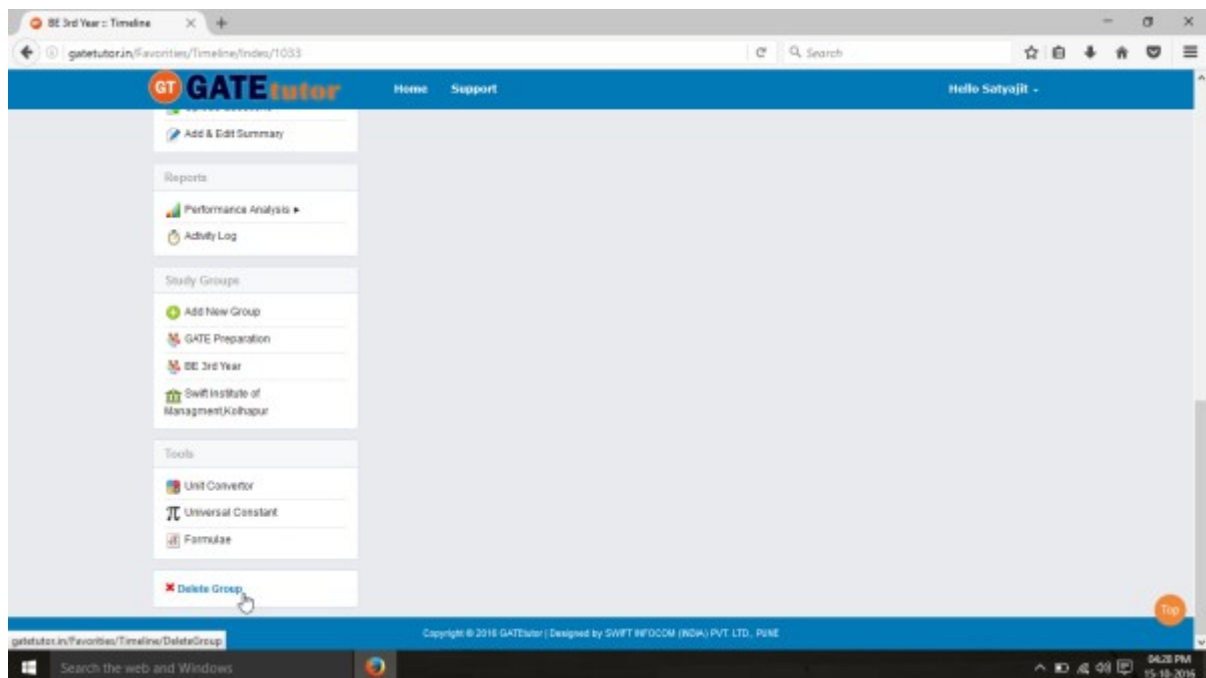 BE 3rd Year :: Timeline
gatetutor.in/Favorities/Timeline/Index/1033
Search
GT GATEtutor
Home Support
Hello Satyajit
Add & Edit Summary
Reports
Performance Analysis
Activity Log
Study Groups
Add New Group
GATE Preparation
BE 3rd Year
Swift Institute of
Managment,Kolhapur
Tools
Unit Convertor
π Universal Constant
Formulae
Delete Group
Top
Copyright © 2016 GATEtutor | Designed by SWIFT INFOCOM (INDIA) PVT. LTD., PUNE
gatetutor.in/Favorities/Timeline/DeleteGroup
Search the web and Windows
04:28 PM
15-10-2016